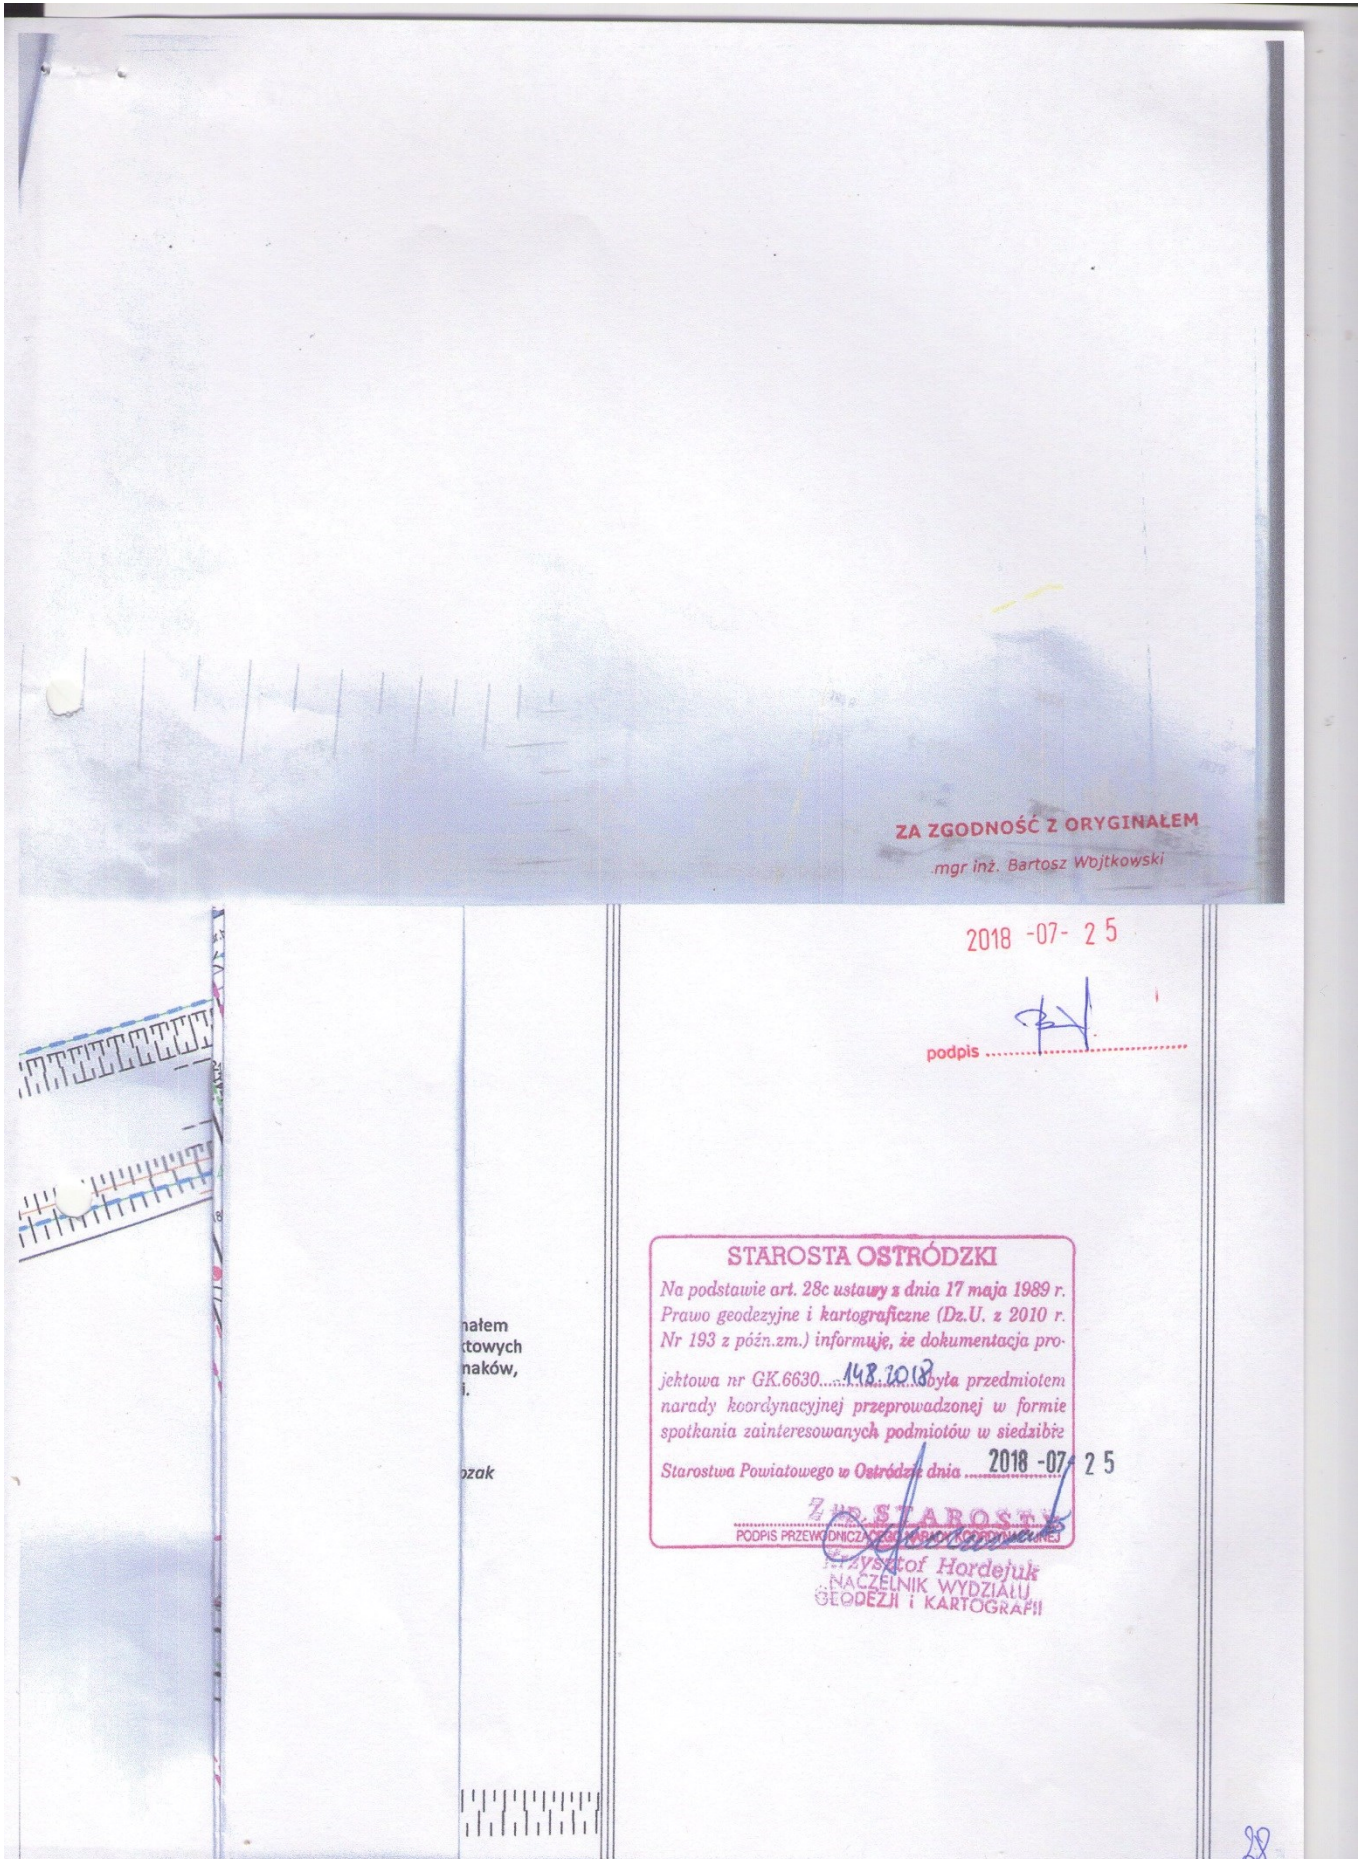 ZA ZGODNOŚĆ Z ORYGINAŁEM
mgr inż. Bartosz Wojtkowski
2018 -07- 25
podpis
nałem
ktowych
naków,
i.
ozak
STAROSTA OSTRÓDZKI
Na podstawie art. 28c ustawy z dnia 17 maja 1989 r.
Prawo geodezyjne i kartograficzne (Dz.U. z 2010 r.
Nr 193 z późn.zm.) informuję, że dokumentacja pro-
jektowa nr GK.6630....148.2018 była przedmiotem
narady koordynacyjnej przeprowadzonej w formie
spotkania zainteresowanych podmiotów w siedzibie
Starostwa Powiatowego w Ostródzie dnia 2018 -07- 25
Z up. STAROSTY
PODPIS PRZEWODNICZĄCEGO NARADY KOORDYNACYJNEJ
Krzysztof Hordejuk
NACZELNIK WYDZIAŁU
GEODEZJI i KARTOGRAFII
28